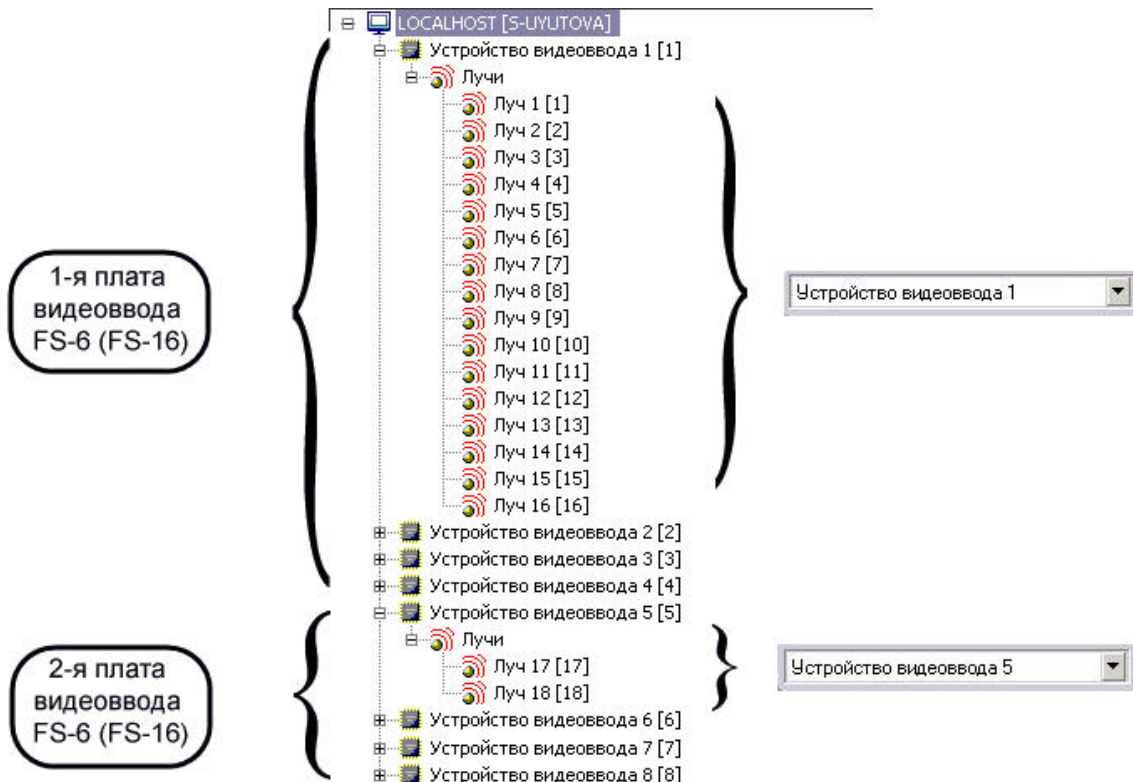 LOCALHOST [S-UYUTOVA]
Устройство видеоввода 1 [1]
Лучи
Луч 1 [1]
Луч 2 [2]
Луч 3 [3]
Луч 4 [4]
Луч 5 [5]
Луч 6 [6]
Луч 7 [7]
Луч 8 [8]
Луч 9 [9]
Луч 10 [10]
Луч 11 [11]
Луч 12 [12]
Луч 13 [13]
Луч 14 [14]
Луч 15 [15]
Луч 16 [16]
Устройство видеоввода 2 [2]
Устройство видеоввода 3 [3]
Устройство видеоввода 4 [4]
Устройство видеоввода 5 [5]
Лучи
Луч 17 [17]
Луч 18 [18]
Устройство видеоввода 6 [6]
Устройство видеоввода 7 [7]
Устройство видеоввода 8 [8]
1-я плата
видеоввода
FS-6 (FS-16)
2-я плата
видеоввода
FS-6 (FS-16)
Устройство видеоввода 1
Устройство видеоввода 5